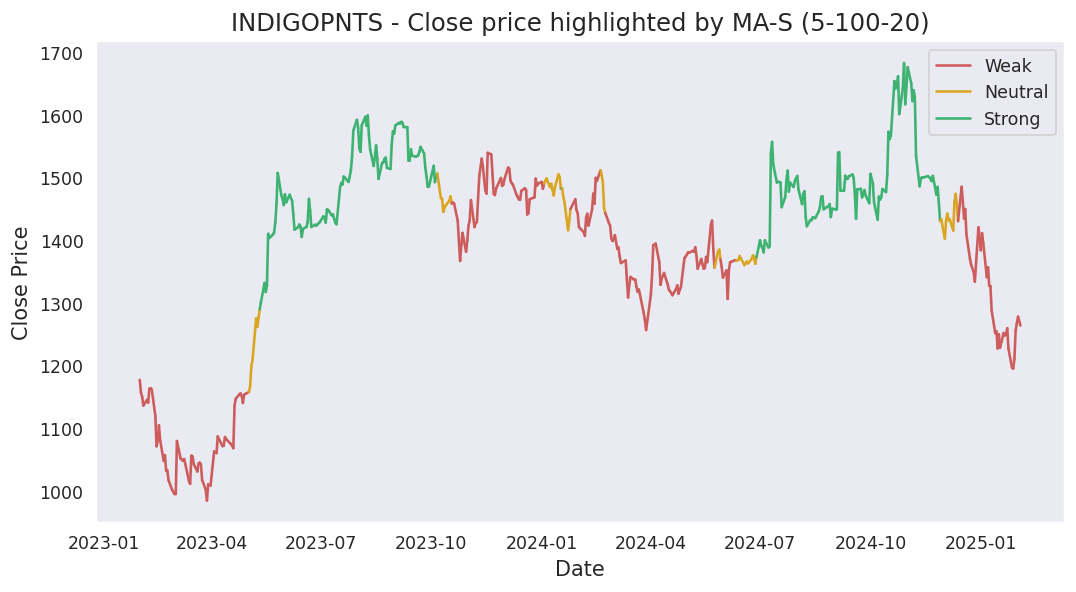 INDIGOPNTS - Close price highlighted by MA-S (5-100-20)
Weak
Neutral
Strong
Close Price
1700
1600
1500
1400
1300
1200
1100
1000
2023-01 2023-04 2023-07 2023-10 2024-01 2024-04 2024-07 2024-10 2025-01
Date